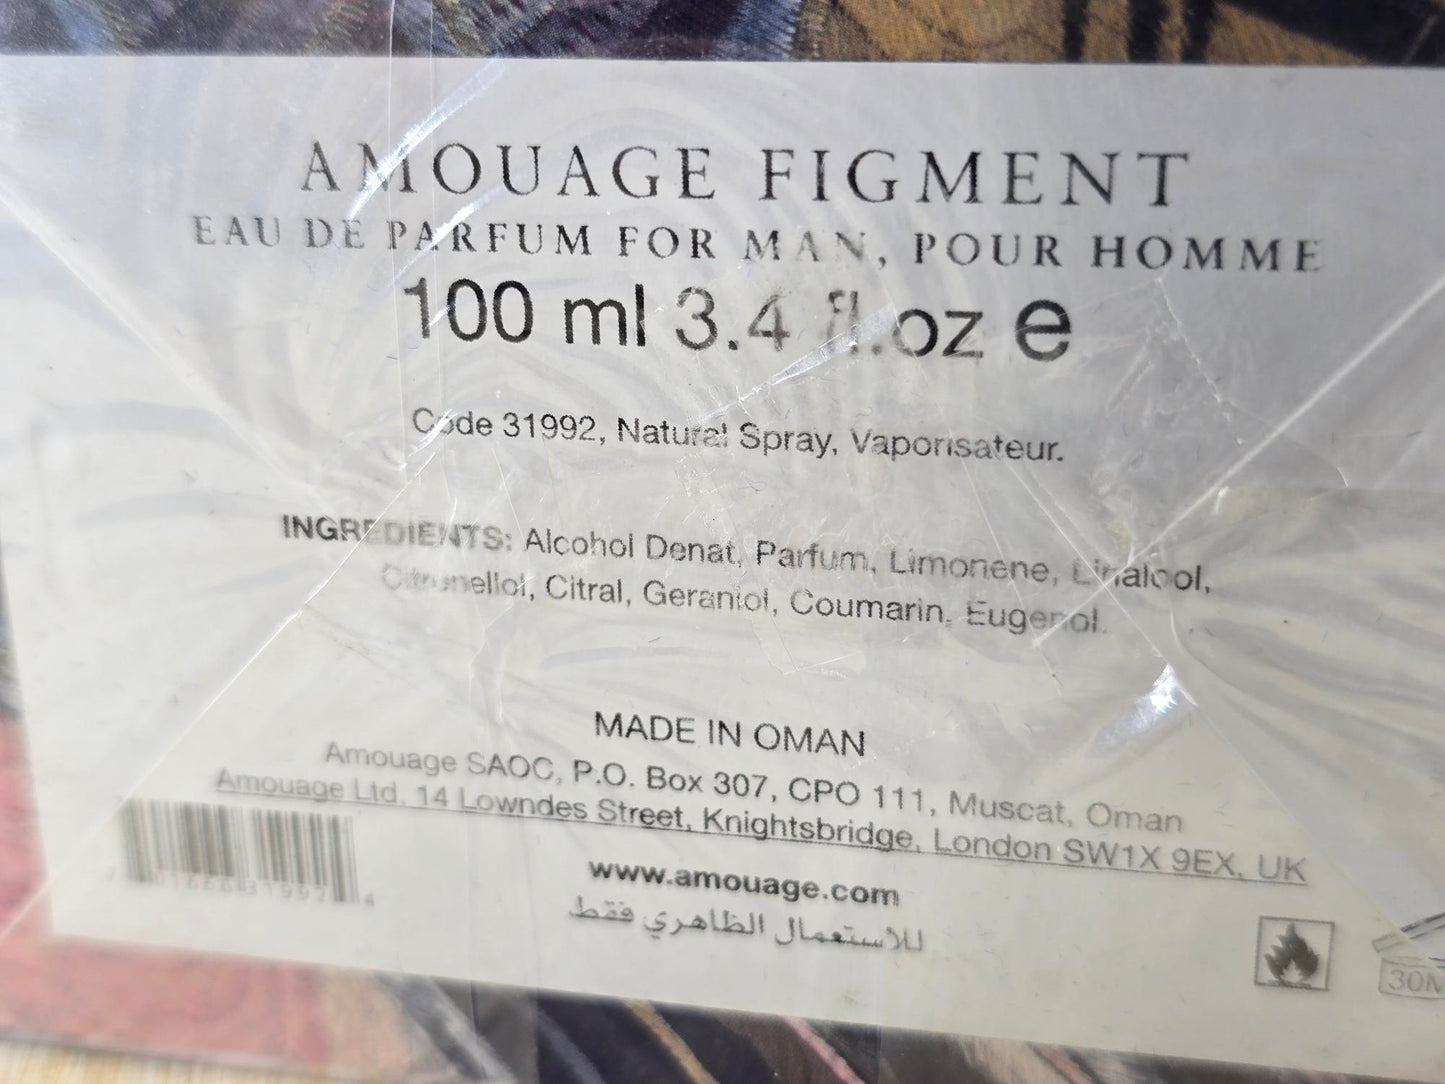 AMOUAGE FIGMENT
EAU DE PARFUM FOR MAN, POUR HOMME
100 ml 3.4 fl.oz e
Code 31992, Natural Spray, Vaporisateur.
INGREDIENTS: Alcohol Denat, Parfum, Limonene, Linalool,
Citronellol, Citral, Geraniol, Coumarin, Eugenol.
MADE IN OMAN
Amouage SAOC, P.O. Box 307, CPO 111, Muscat, Oman
Amouage Ltd. 14 Lowndes Street, Knightsbridge, London SW1X 9EX, UK
www.amouage.com
للاستعمال الظاهري فقط
30M